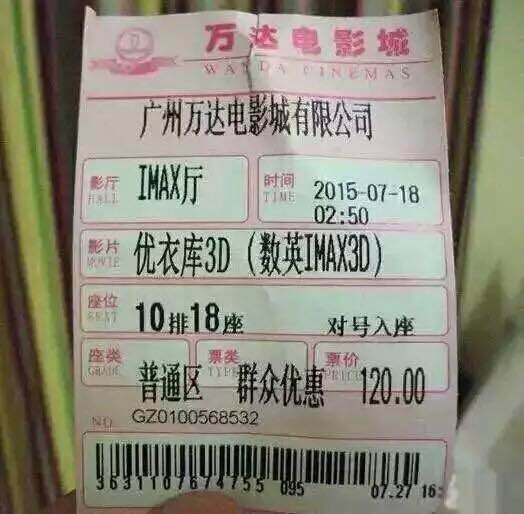 万达电影城
WANDA CINEMAS
广州万达电影城有限公司
影厅 IMAX厅 时间 2015-07-18
HALL TIME 02:50
影片 优衣库3D (数英IMAX3D)
MOVIE
座位 10排18座 对号入座
SEAT
座类 票类 票价
GRADE TYPE PRICE
普通区 群众优惠 120.00
NO GZ0100568532
3631107674755 095 07.27 16: